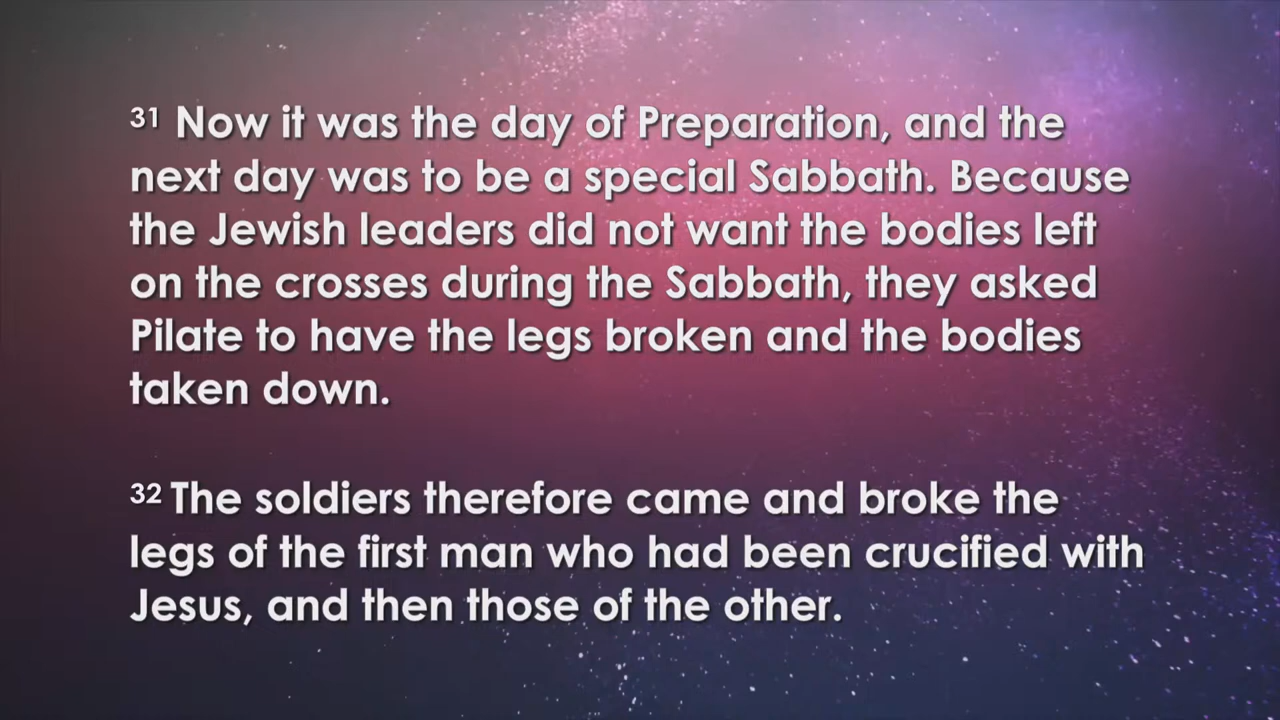 31 Now it was the day of Preparation, and the
next day was to be a special Sabbath. Because
the Jewish leaders did not want the bodies left
on the crosses during the Sabbath, they asked
Pilate to have the legs broken and the bodies
taken down.
32 The soldiers therefore came and broke the
legs of the first man who had been crucified with
Jesus, and then those of the other.